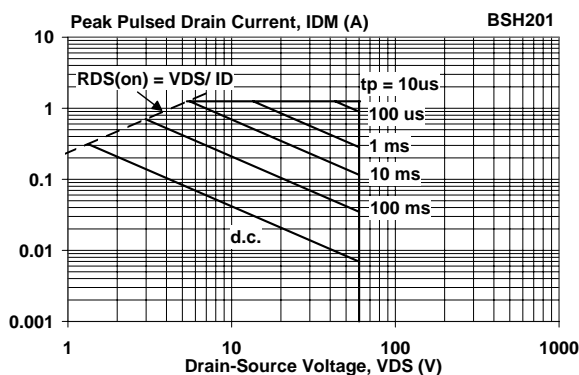 Peak Pulsed Drain Current, IDM (A) BSH201
10
RDS(on) = VDS/ ID
tp = 10us
1
100 us
1 ms
10 ms
0.1
100 ms
d.c.
0.01
0.001
1 10 100 1000
Drain-Source Voltage, VDS (V)